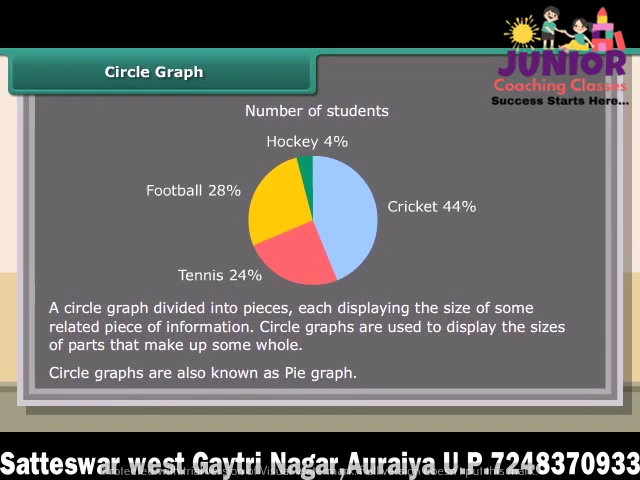 JUNIOR
Coaching Classes
Success Starts Here...
Circle Graph
Number of students
Hockey 4%
Football 28%
Cricket 44%
Tennis 24%
A circle graph divided into pieces, each displaying the size of some
related piece of information. Circle graphs are used to display the sizes
of parts that make up some whole.
Circle graphs are also known as Pie graph.
Satteswar west Gaytri Nagar,Auraiya U.P.7248370933